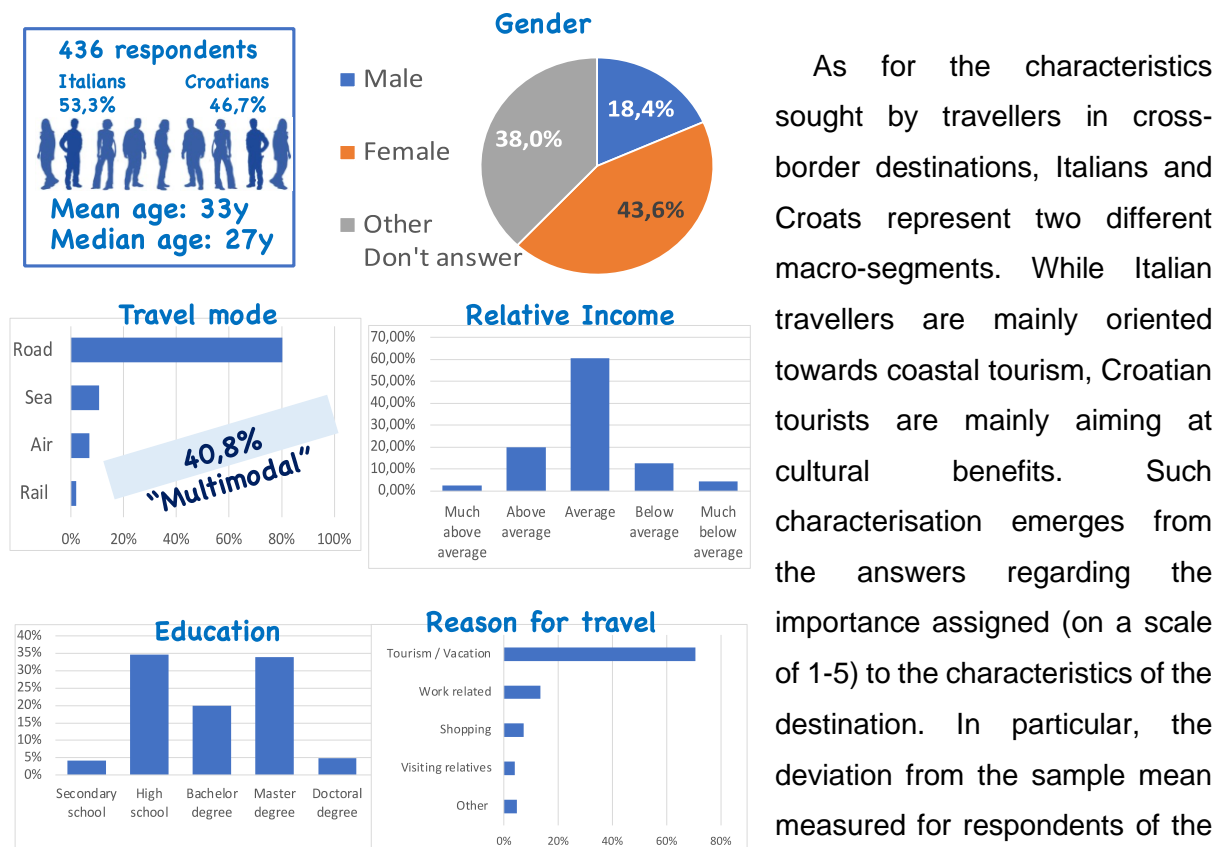 436 respondents
Italians
53,3%
Croatians
46,7%
Mean age: 33y
Median age: 27y
Gender
Male
Female
Other
Don't answer
18,4%
43,6%
38,0%
Travel mode
Road
Sea
Air
Rail
0% 20% 40% 60% 80% 100%
40,8%
“Multimodal”
Relative Income
70,00%
60,00%
50,00%
40,00%
30,00%
20,00%
10,00%
0,00%
Much above average
Above average
Average
Below average
Much below average
Education
40%
35%
30%
25%
20%
15%
10%
5%
0%
Secondary school
High school
Bachelor degree
Master degree
Doctoral degree
Reason for travel
Tourism / Vacation
Work related
Shopping
Visiting relatives
Other
0% 20% 40% 60% 80%
As for the characteristics
sought by travellers in cross-
border destinations, Italians and
Croats represent two different
macro-segments. While Italian
travellers are mainly oriented
towards coastal tourism, Croatian
tourists are mainly aiming at
cultural benefits. Such
characterisation emerges from
the answers regarding the
importance assigned (on a scale
of 1-5) to the characteristics of the
destination. In particular, the
deviation from the sample mean
measured for respondents of the